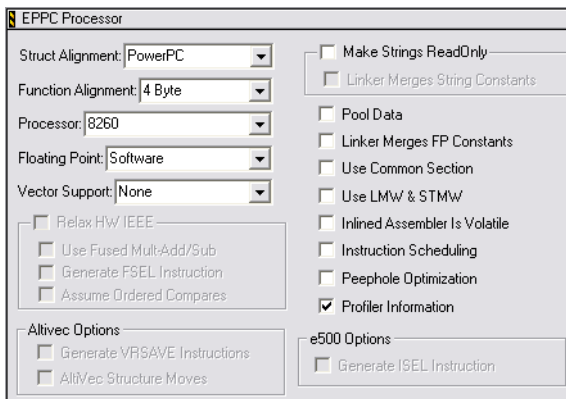 EPPC Processor
Struct Alignment: PowerPC
Function Alignment: 4 Byte
Processor: 8260
Floating Point: Software
Vector Support: None
Relax HW IEEE
Use Fused Mult-Add/Sub
Generate FSEL Instruction
Assume Ordered Compares
Altivec Options
Generate VRSAVE Instructions
AltiVec Structure Moves
Make Strings ReadOnly
Linker Merges String Constants
Pool Data
Linker Merges FP Constants
Use Common Section
Use LMW & STMW
Inlined Assembler Is Volatile
Instruction Scheduling
Peephole Optimization
Profiler Information
e500 Options
Generate ISEL Instruction